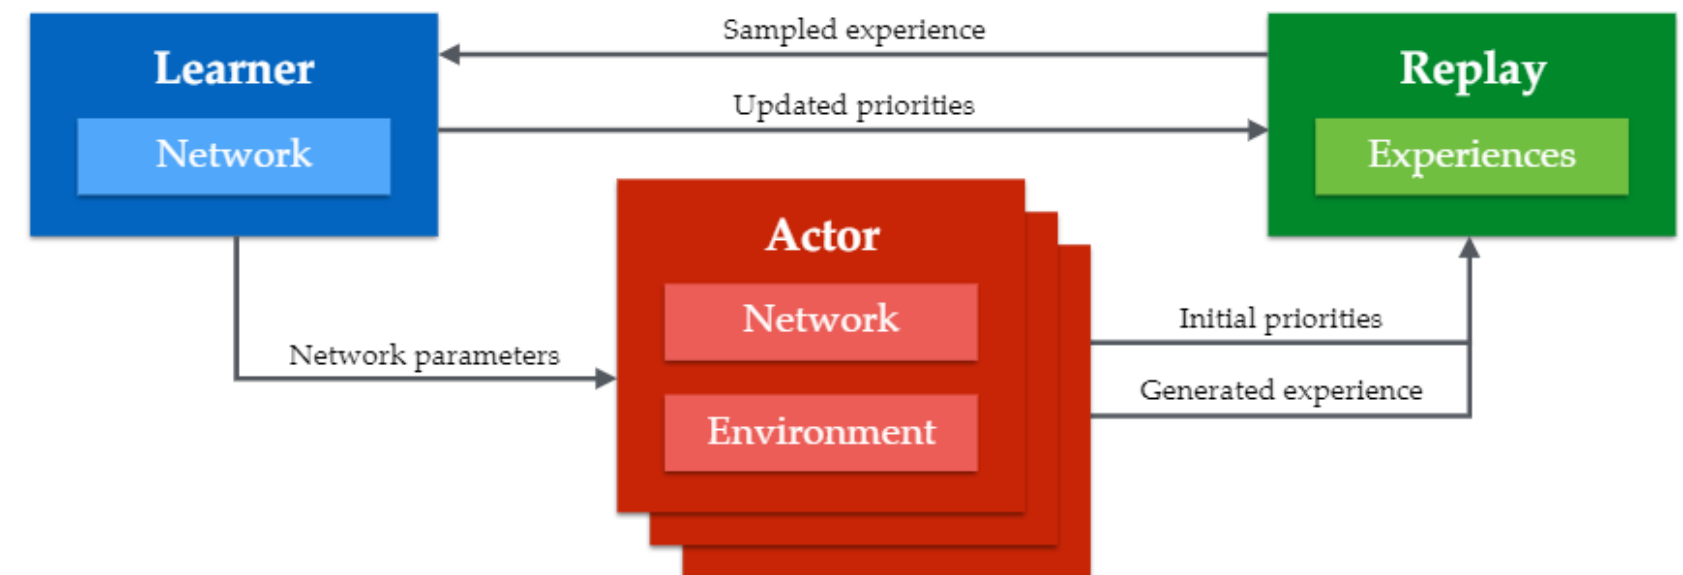 Learner
Network
Sampled experience
Updated priorities
Replay
Experiences
Actor
Network
Environment
Network parameters
Initial priorities
Generated experience